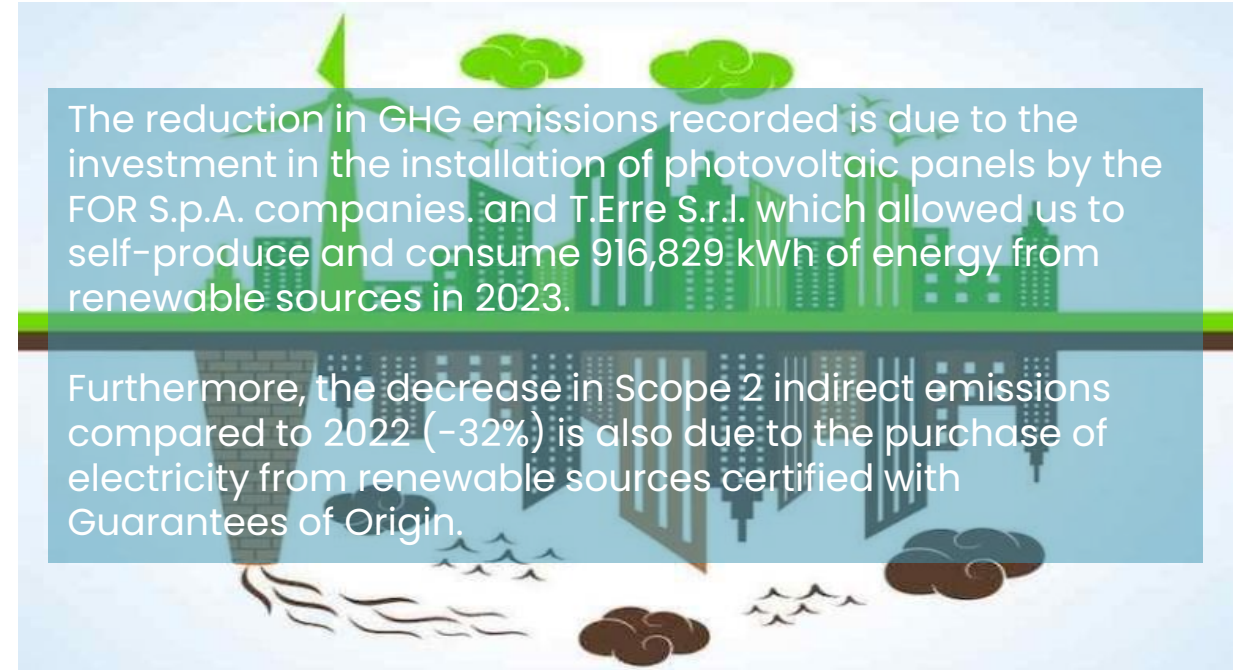 The reduction in GHG emissions recorded is due to the
investment in the installation of photovoltaic panels by the
FOR S.p.A. companies. and T.Erre S.r.l. which allowed us to
self-produce and consume 916,829 kWh of energy from
renewable sources in 2023.
Furthermore, the decrease in Scope 2 indirect emissions
compared to 2022 (-32%) is also due to the purchase of
electricity from renewable sources certified with
Guarantees of Origin.